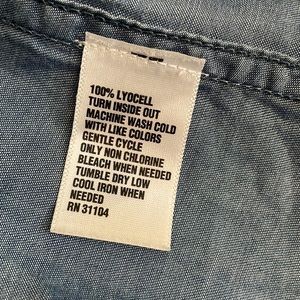 100% LYOCELL
TURN INSIDE OUT
MACHINE WASH COLD
WITH LIKE COLORS
GENTLE CYCLE
ONLY NON CHLORINE
BLEACH WHEN NEEDED
TUMBLE DRY LOW
COOL IRON WHEN
NEEDED
RN 31104